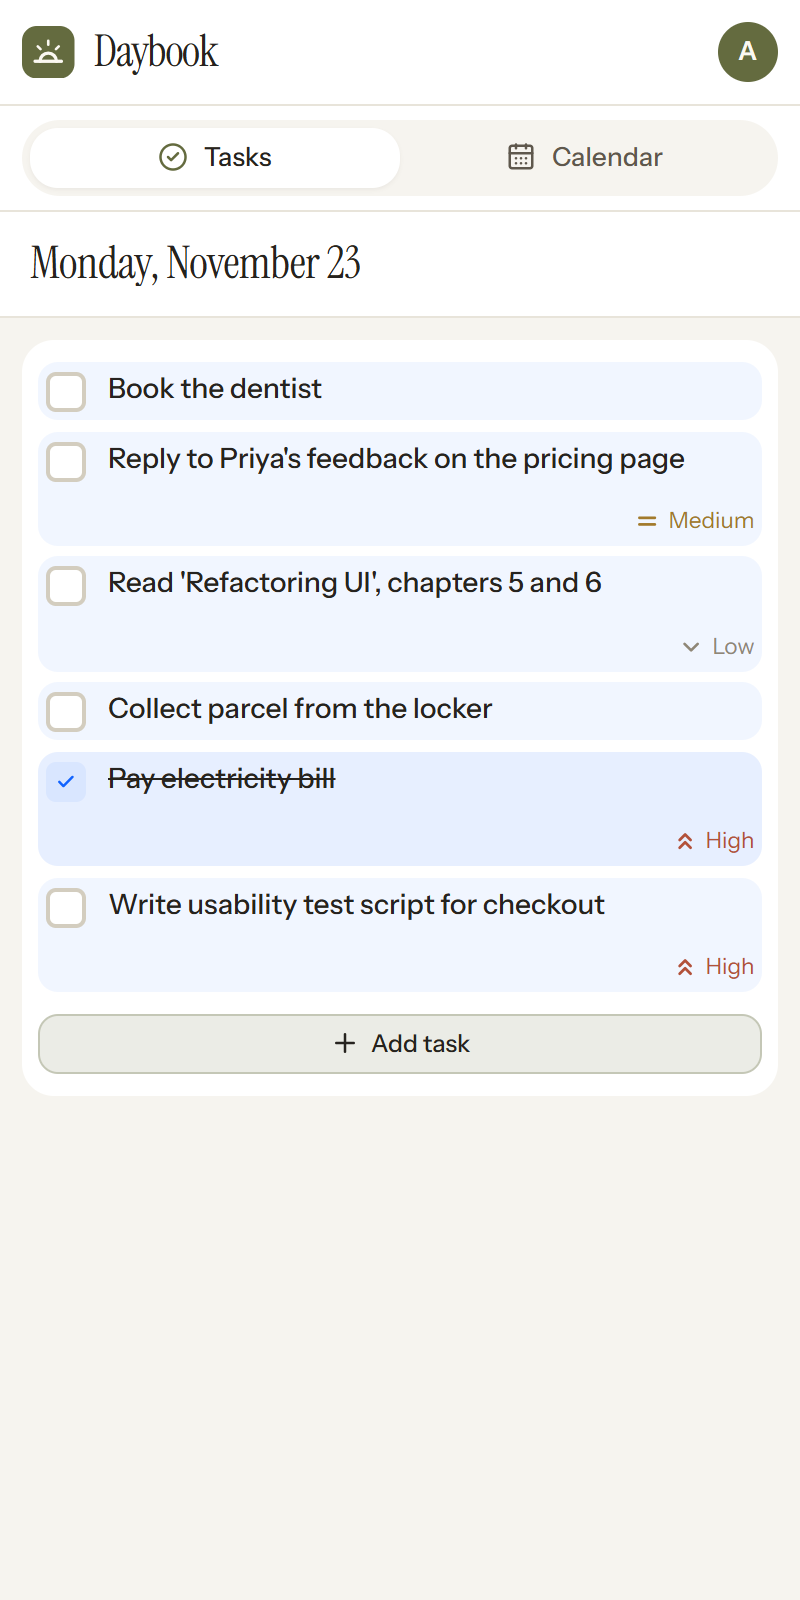 Daybook
A
Tasks
Calendar
Monday, November 23
Book the dentist
Reply to Priya's feedback on the pricing page
Medium
Read 'Refactoring UI', chapters 5 and 6
Low
Collect parcel from the locker
Pay electricity bill
High
Write usability test script for checkout
High
Add task